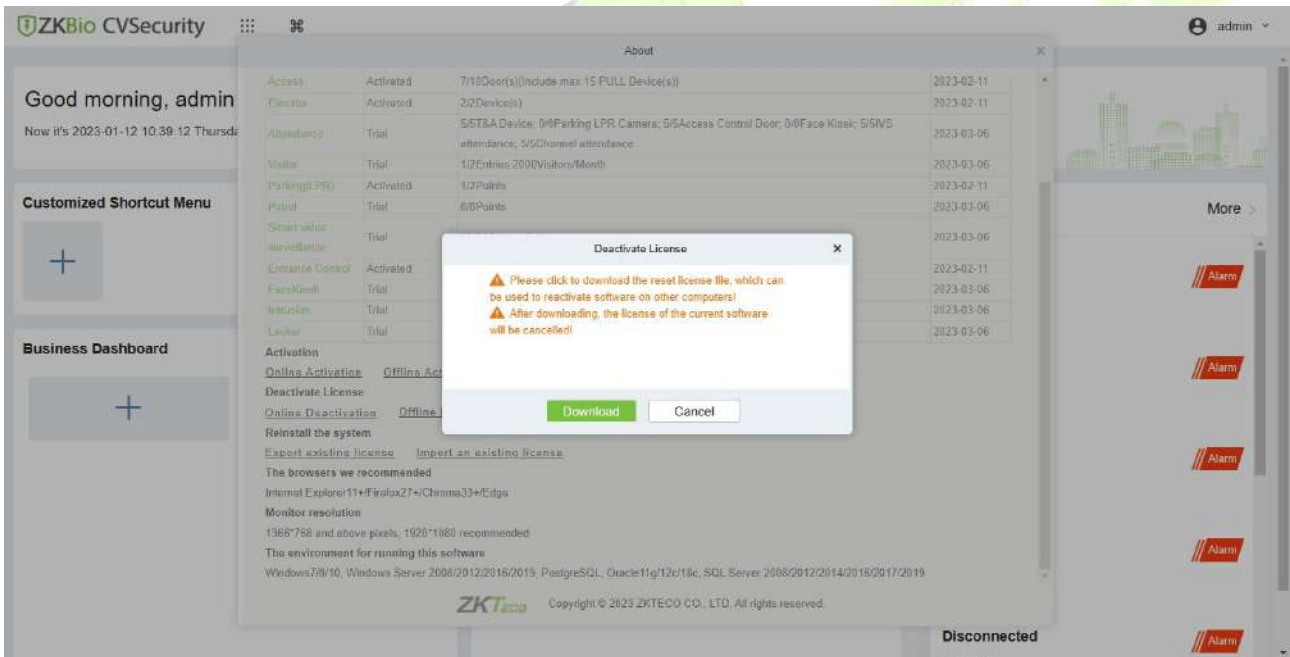 ZKBio CVSecurity
admin
About
Good morning, admin
Now it's 2023-01-12 10:39:12 Thursda
Access Activated 7/10Door(s)(Include max 15 PULL Device(s)) 2023-02-11
Elevator Activated 2/2Device(s) 2023-02-11
Attendance Trial 5/5T&A Device; 0/6Parking LPR Camera; 5/5Access Control Door; 0/6Face Kiosk; 5/5IVS
attendance; 5/5Channel attendance 2023-03-06
Visitor Trial 1/2Entries 2000Visitors/Month 2023-03-06
Parking(LPR) Activated 1/2Points 2023-02-11
Patrol Trial 8/8Points 2023-03-06
Smart video
surveillance Trial 2023-03-06
Entrance Control Activated 2023-02-11
FaceKiosk Trial 2023-03-06
Intrusion Trial 2023-03-06
Locker Trial 2023-03-06
Customized Shortcut Menu
Business Dashboard
More
Deactivate License
Please click to download the reset license file, which can
be used to reactivate software on other computers!
After downloading, the license of the current software
will be cancelled!
Download Cancel
Activation
Online Activation Offline Act
Deactivate License
Online Deactivation Offline
Reinstall the system
Export existing license Import an existing license
The browsers we recommended
Internet Explorer11+/Firefox27+/Chrome33+/Edge
Monitor resolution
1366*768 and above pixels, 1920*1080 recommended
The environment for running this software
Windows7/8/10, Windows Server 2008/2012/2016/2019, PostgreSQL, Oracle11g/12c/18c, SQL Server 2008/2012/2014/2016/2017/2019
ZKTeco Copyright © 2023 ZKTECO CO., LTD. All rights reserved.
Alarm
Alarm
Alarm
Alarm
Disconnected
Alarm